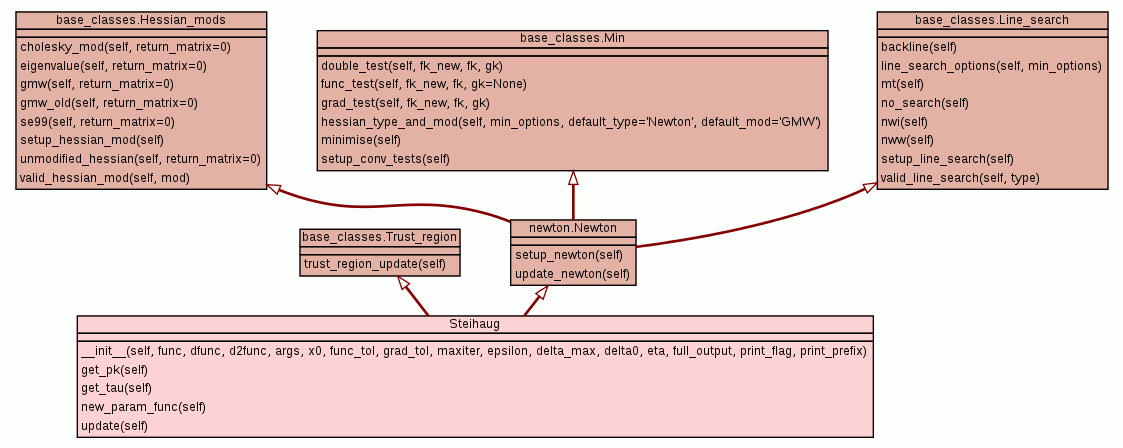 base_classes.Hessian_mods
cholesky_mod(self, return_matrix=0)
eigenvalue(self, return_matrix=0)
gmw(self, return_matrix=0)
gmw_old(self, return_matrix=0)
se99(self, return_matrix=0)
setup_hessian_mod(self)
unmodified_hessian(self, return_matrix=0)
valid_hessian_mod(self, mod)
base_classes.Min
double_test(self, fk_new, fk, gk)
func_test(self, fk_new, fk, gk=None)
grad_test(self, fk_new, fk, gk)
hessian_type_and_mod(self, min_options, default_type='Newton', default_mod='GMW')
minimise(self)
setup_conv_tests(self)
base_classes.Line_search
backline(self)
line_search_options(self, min_options)
mt(self)
no_search(self)
nwi(self)
nww(self)
setup_line_search(self)
valid_line_search(self, type)
base_classes.Trust_region
trust_region_update(self)
newton.Newton
setup_newton(self)
update_newton(self)
Steihaug
__init__(self, func, dfunc, d2func, args, x0, func_tol, grad_tol, maxiter, epsilon, delta_max, delta0, eta, full_output, print_flag, print_prefix)
get_pk(self)
get_tau(self)
new_param_func(self)
update(self)